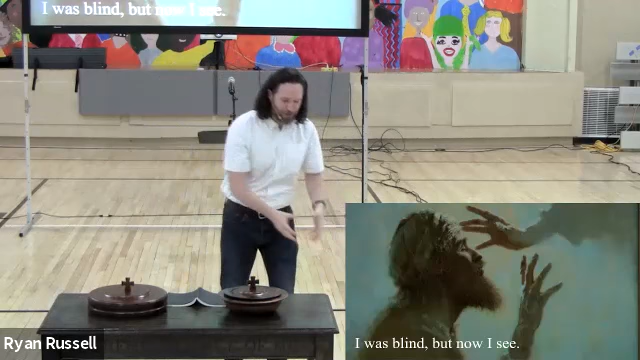 I was blind, but now I see.
Ryan Russell
I was blind, but now I see.